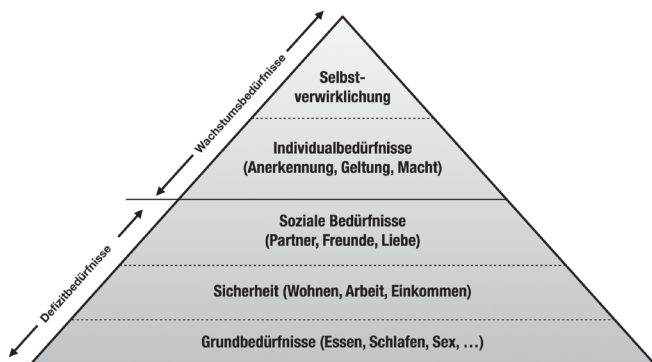 Selbst-
verwirklichung
Wachstumsbedürfnisse
Individualbedürfnisse
(Anerkennung, Geltung, Macht)
Soziale Bedürfnisse
(Partner, Freunde, Liebe)
Defizitbedürfnisse
Sicherheit (Wohnen, Arbeit, Einkommen)
Grundbedürfnisse (Essen, Schlafen, Sex, …)